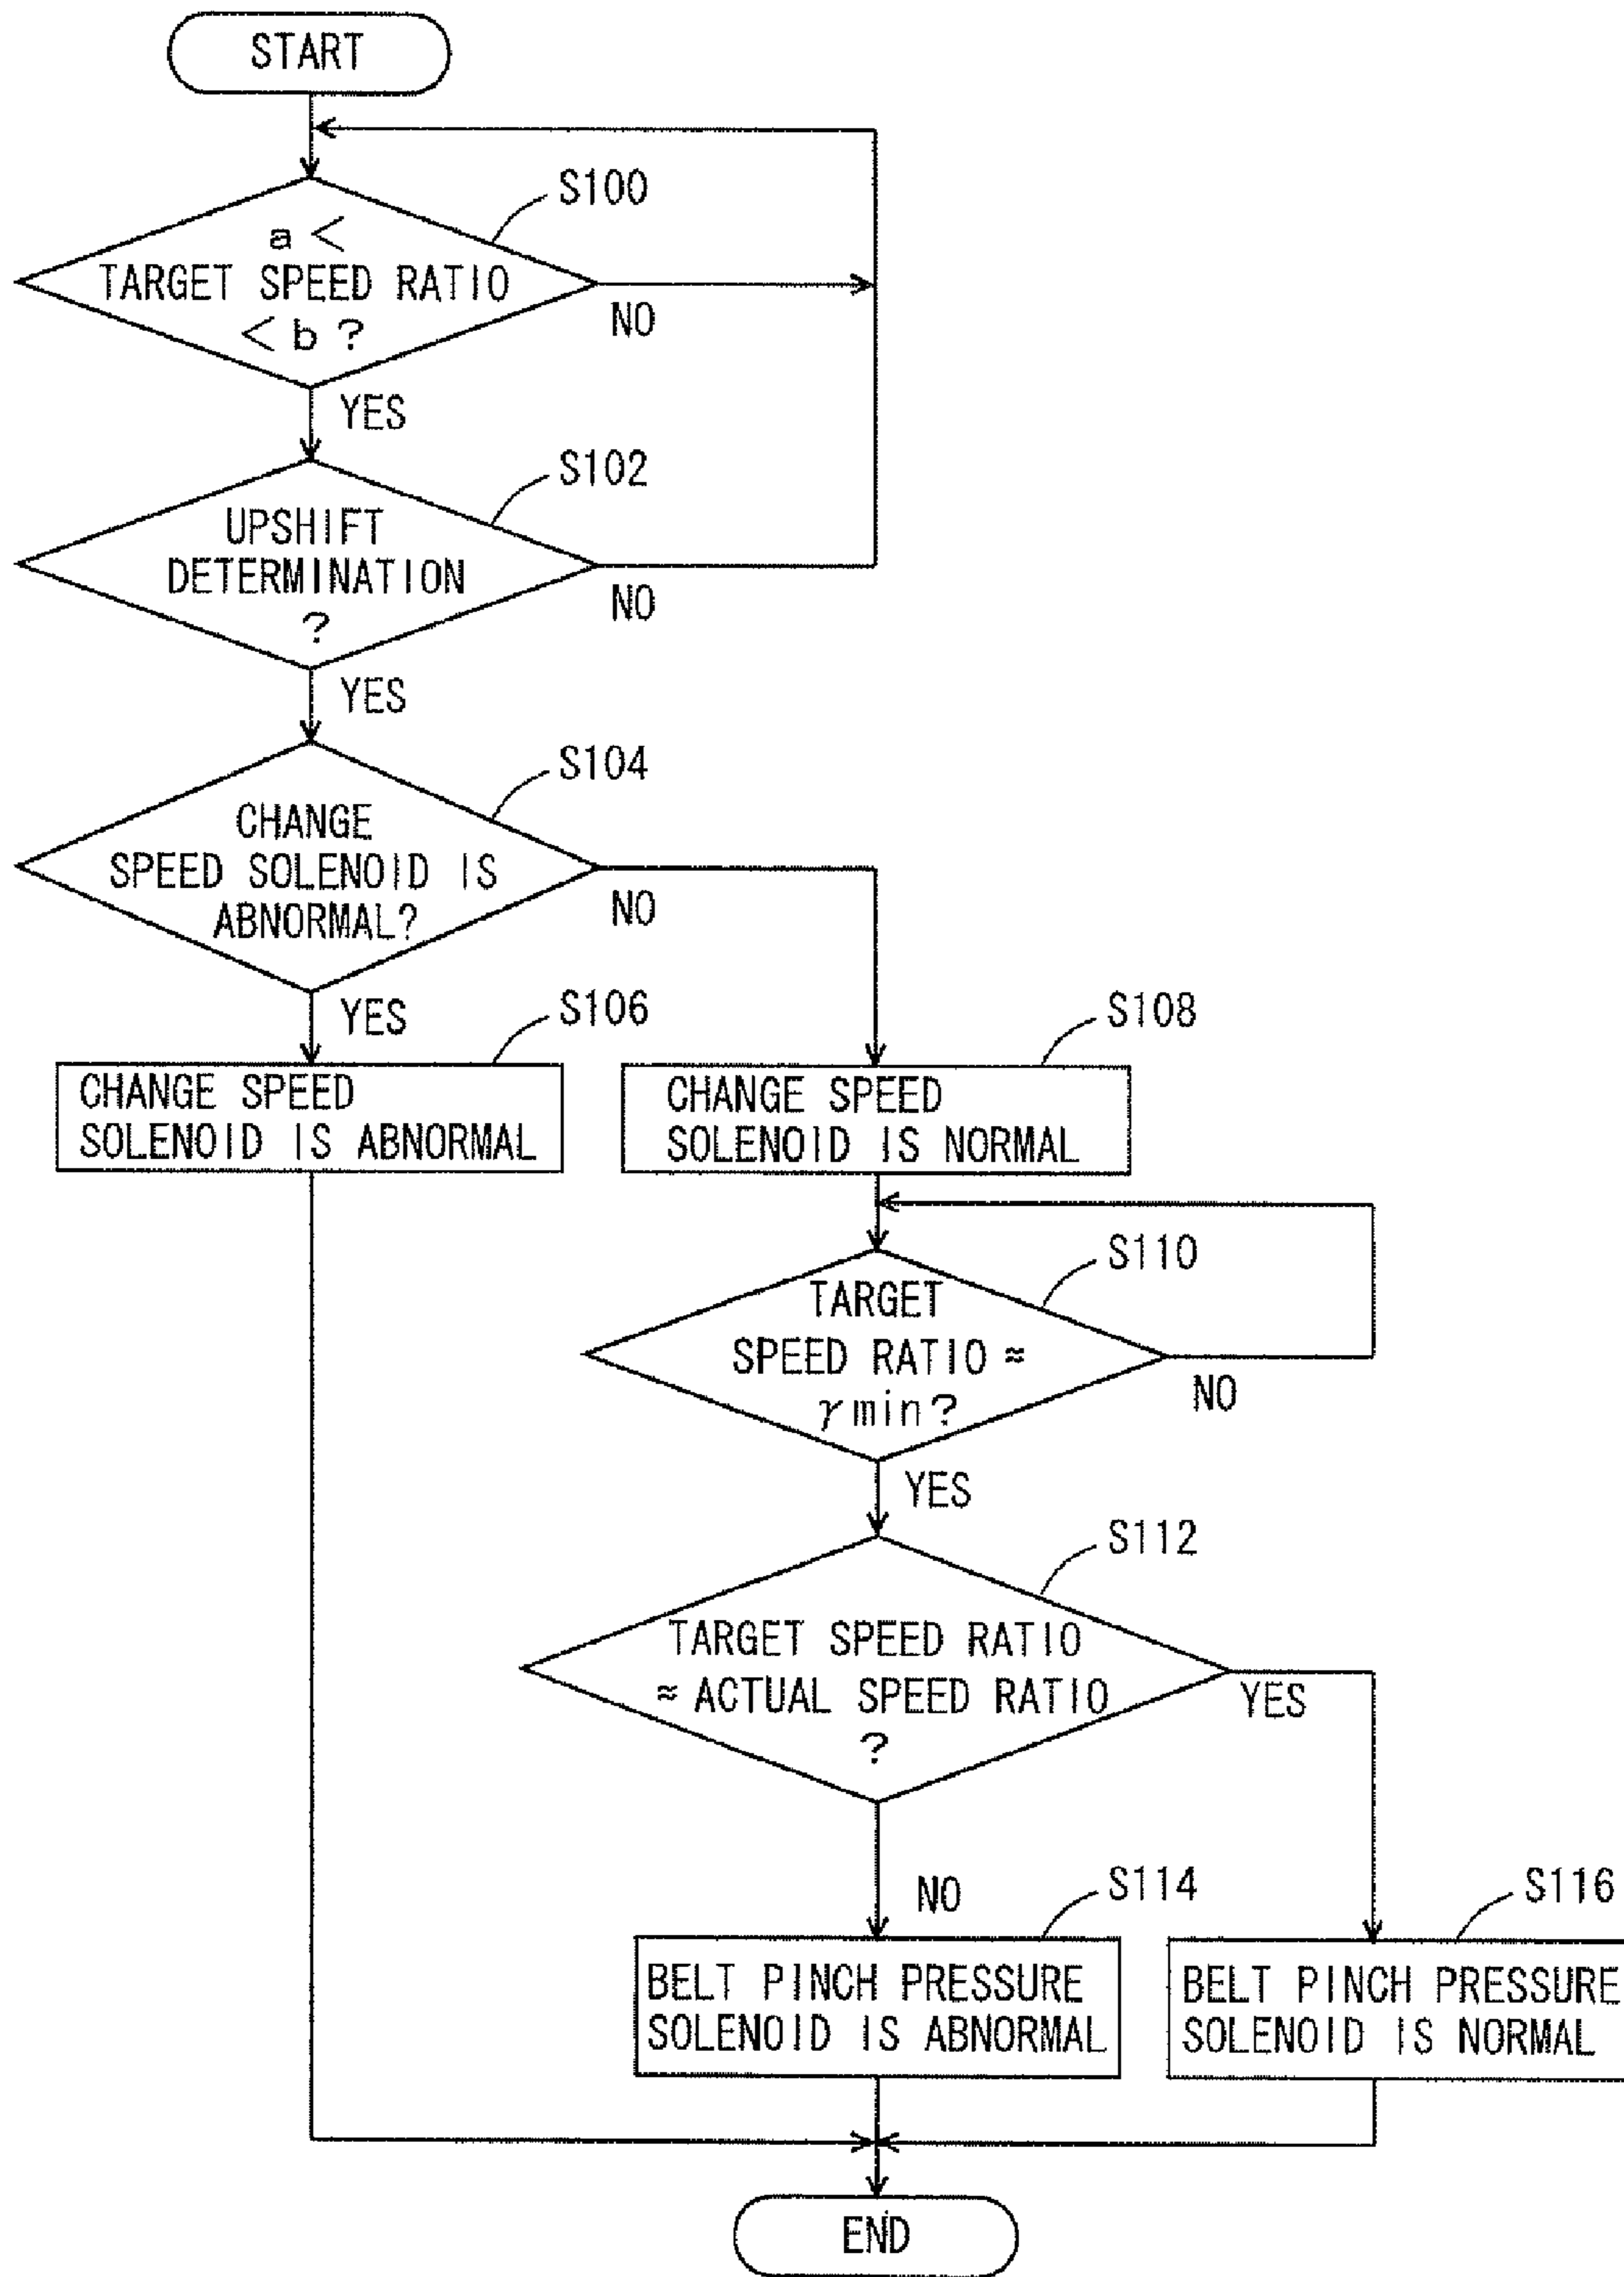 START
S100
a <
TARGET SPEED RATIO
< b ?
NO
YES
S102
UPSHIFT
DETERMINATION
?
NO
YES
S104
CHANGE
SPEED SOLENOID IS
ABNORMAL?
NO
YES
S106
CHANGE SPEED
SOLENOID IS ABNORMAL
S108
CHANGE SPEED
SOLENOID IS NORMAL
S110
TARGET
SPEED RATIO ≈
γmin?
NO
YES
S112
TARGET SPEED RATIO
≈ ACTUAL SPEED RATIO
?
YES
NO
S114
BELT PINCH PRESSURE
SOLENOID IS ABNORMAL
S116
BELT PINCH PRESSURE
SOLENOID IS NORMAL
END